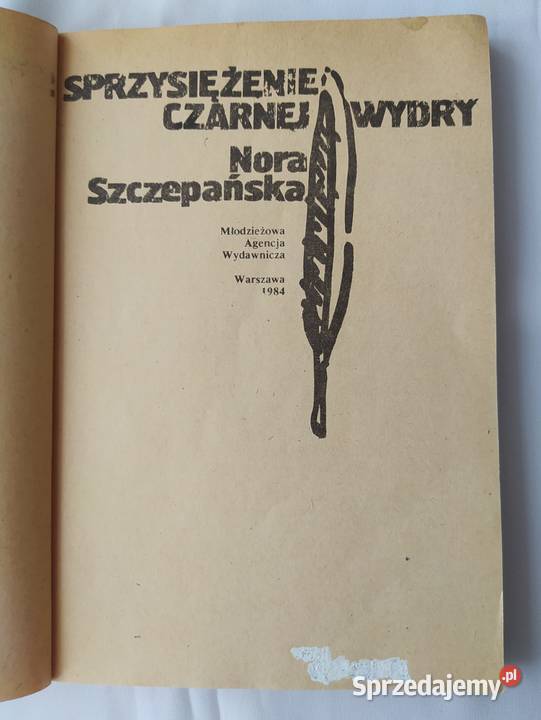 SPRZYSIĘŻENIE
CZARNEJ WYDRY
Nora
Szczepańska
Młodzieżowa
Agencja
Wydawnicza
Warszawa
1984
Sprzedajemy.pl